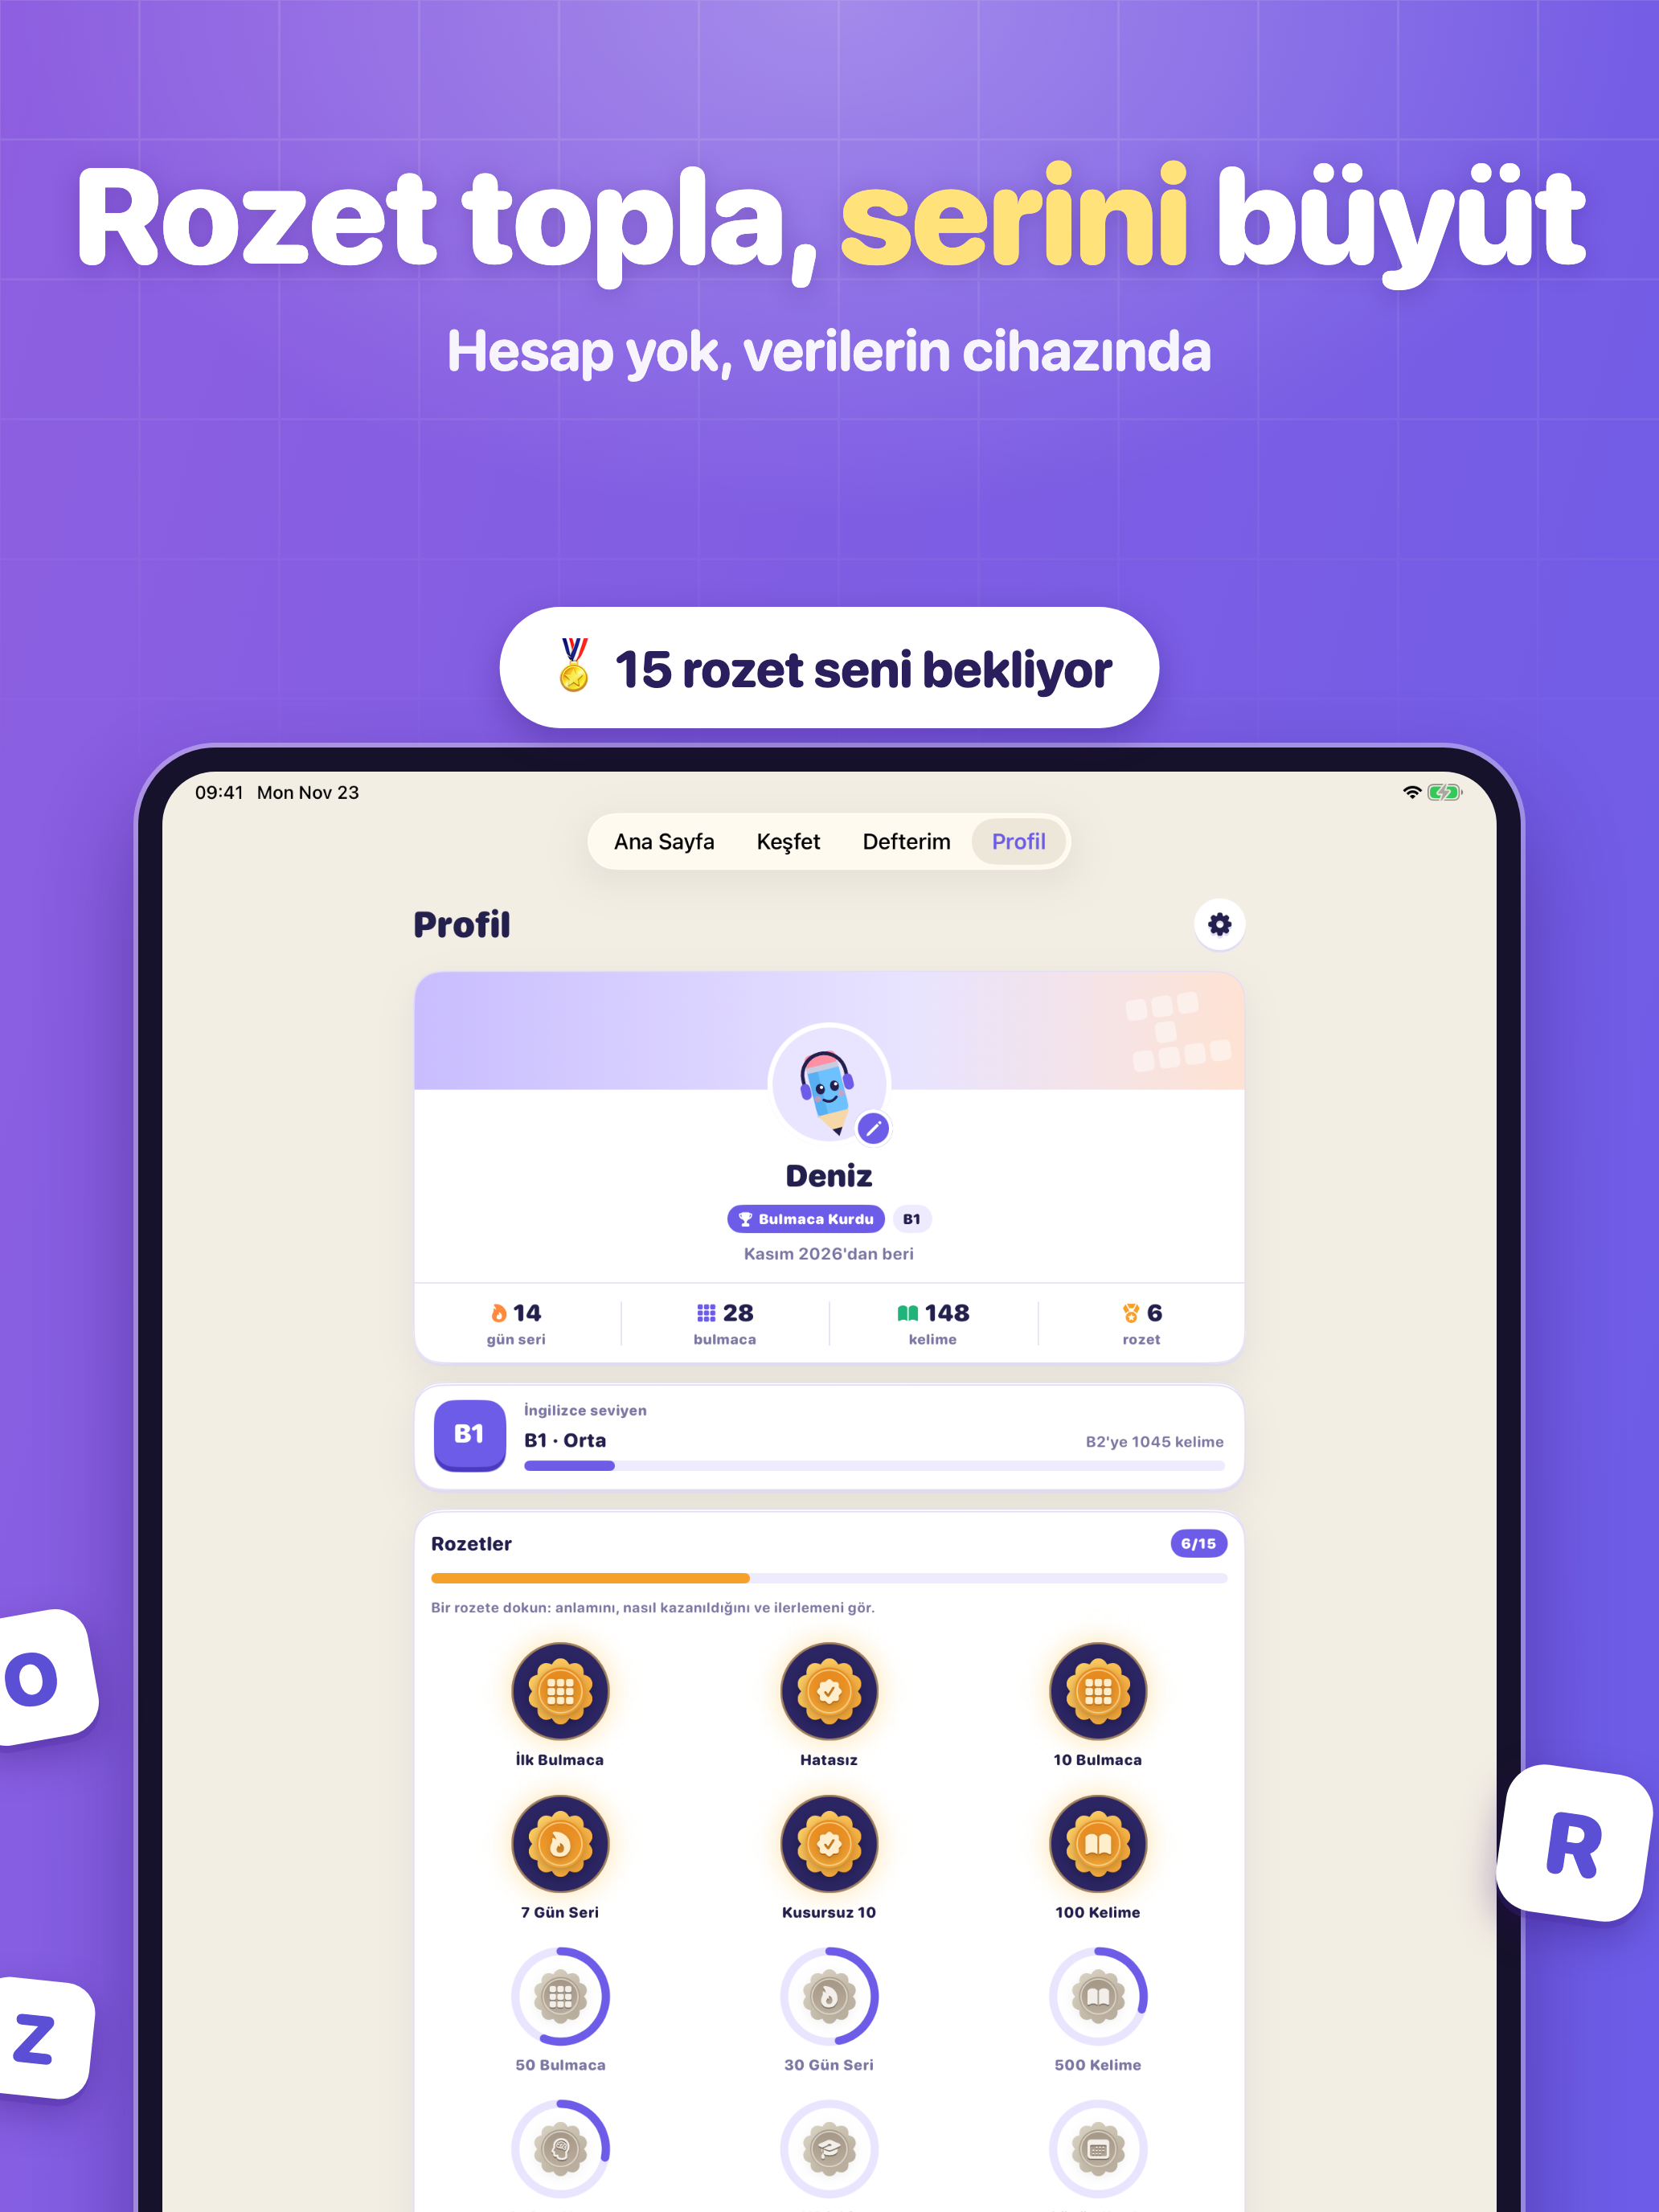 Rozet topla, serini büyüt
Hesap yok, verilerin cihazında
15 rozet seni bekliyor
09:41 Mon Nov 23
Ana Sayfa Keşfet Defterim Profil
Profil
Deniz
Bulmaca Kurdu B1
Kasım 2026'dan beri
14 28 148 6
gün seri bulmaca kelime rozet
İngilizce seviyen
B1 B1 · Orta B2'ye 1045 kelime
Rozetler 6/15
Bir rozete dokun: anlamını, nasıl kazanıldığını ve ilerlemeni gör.
O
İlk Bulmaca Hatasız 10 Bulmaca
R
7 Gün Seri Kusursuz 10 100 Kelime
Z
50 Bulmaca 30 Gün Seri 500 Kelime